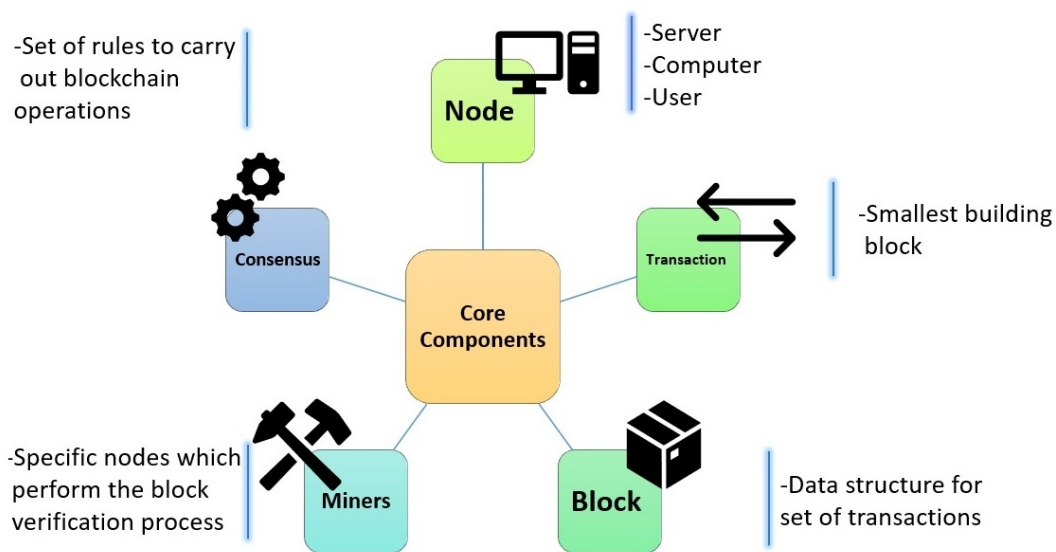 -Set of rules to carry
out blockchain
operations
Node
-Server
-Computer
-User
Consensus
Transaction
-Smallest building
block
Core
Components
-Specific nodes which
perform the block
verification process
Miners
Block
-Data structure for
set of transactions